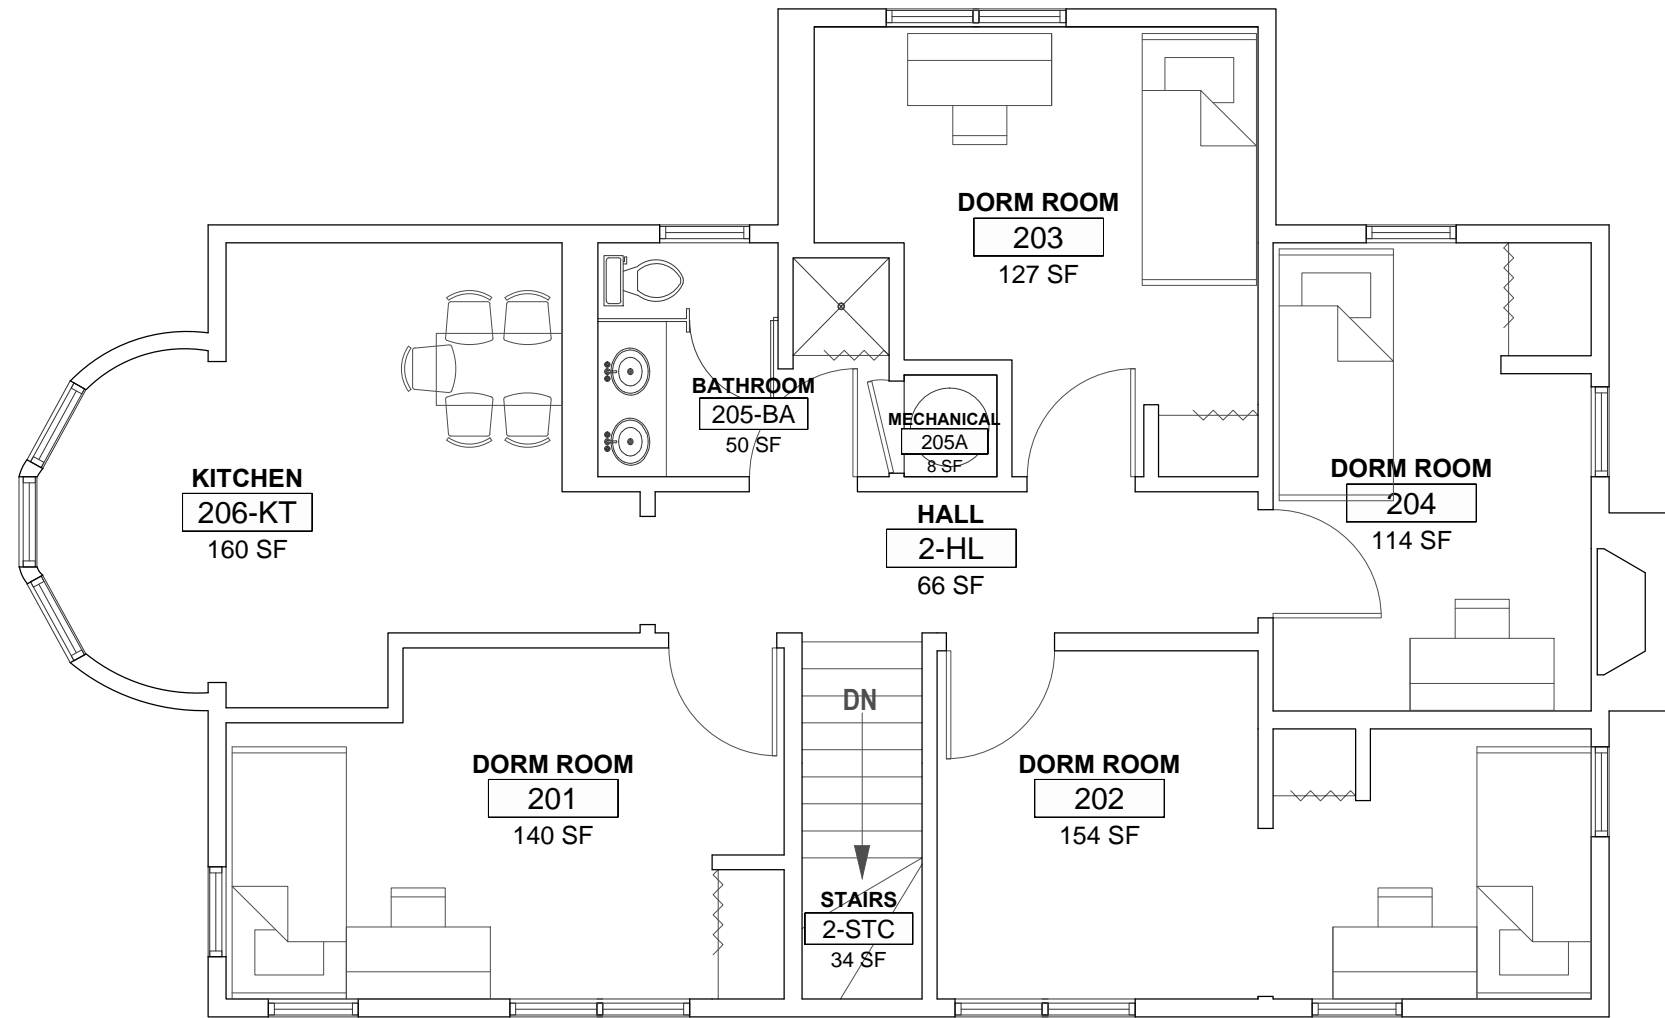 DORM ROOM
203
127 SF
BATHROOM
205-BA
50 SF
MECHANICAL
205A
8 SF
KITCHEN
206-KT
160 SF
DORM ROOM
204
114 SF
HALL
2-HL
66 SF
DN
DORM ROOM
201
140 SF
DORM ROOM
202
154 SF
STAIRS
2-STC
34 SF